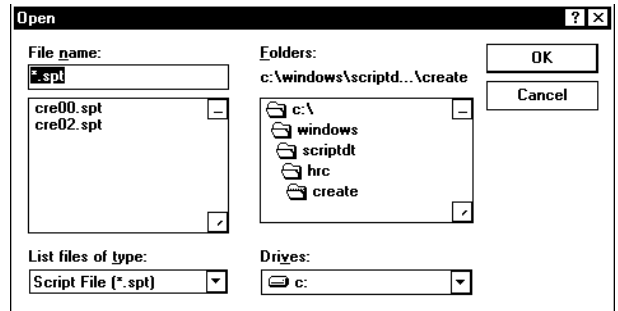 Open
File name:
*.spt
cre00.spt
cre02.spt
List files of type:
Script File (*.spt)
Folders:
c:\windows\scriptd...\create
c:\
windows
scriptdt
hrc
create
Drives:
c:
OK
Cancel